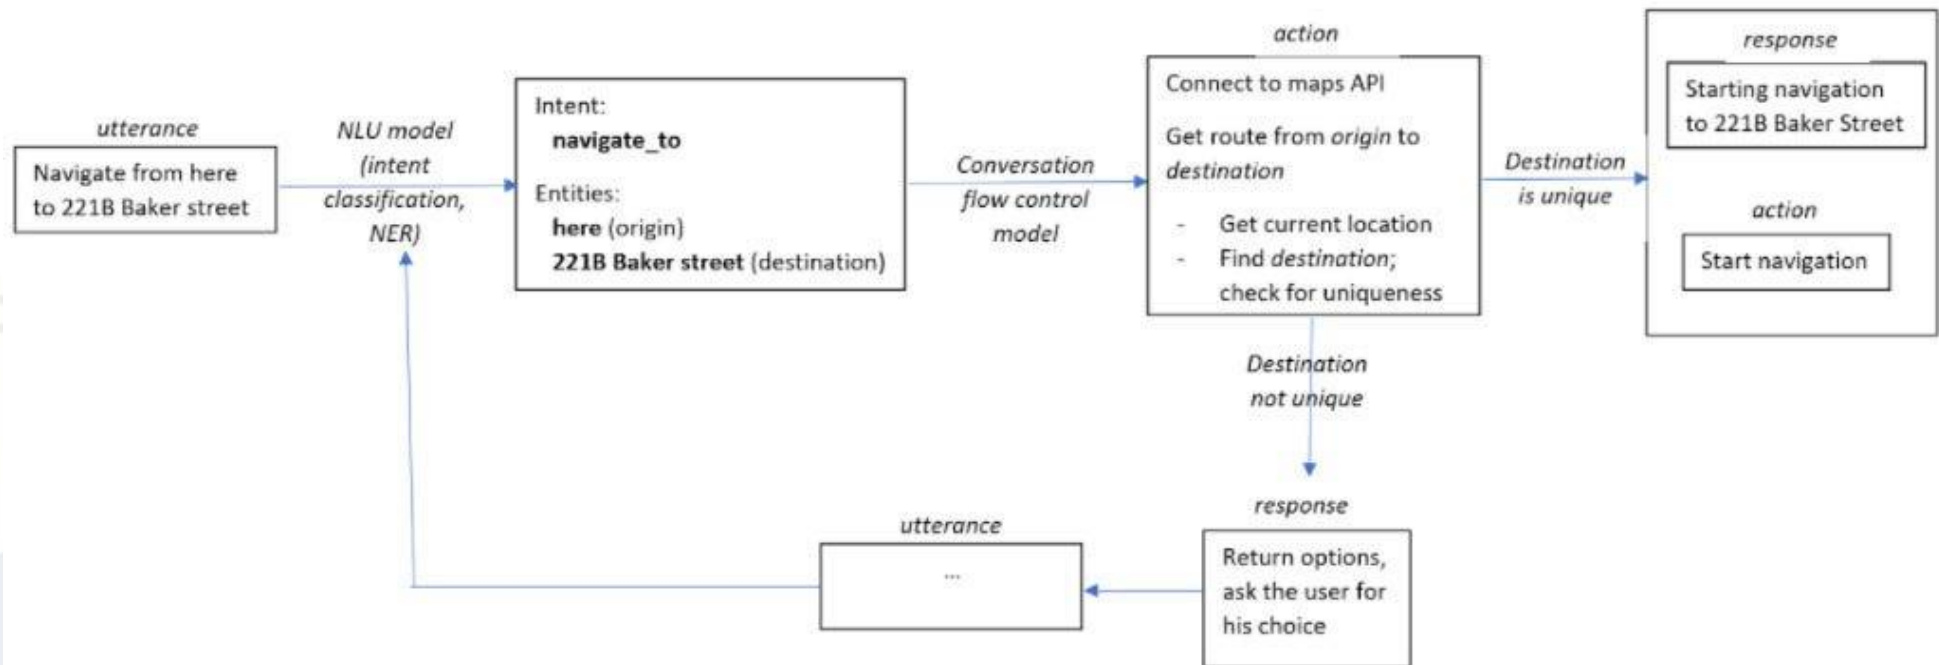 utterance
Navigate from here
to 221B Baker street
NLU model
(intent
classification,
NER)
Intent:
navigate_to
Entities:
here (origin)
221B Baker street (destination)
Conversation
flow control
model
action
Connect to maps API
Get route from origin to
destination
- Get current location
- Find destination;
check for uniqueness
Destination
is unique
response
Starting navigation
to 221B Baker Street
action
Start navigation
Destination
not unique
response
Return options,
ask the user for
his choice
utterance
...